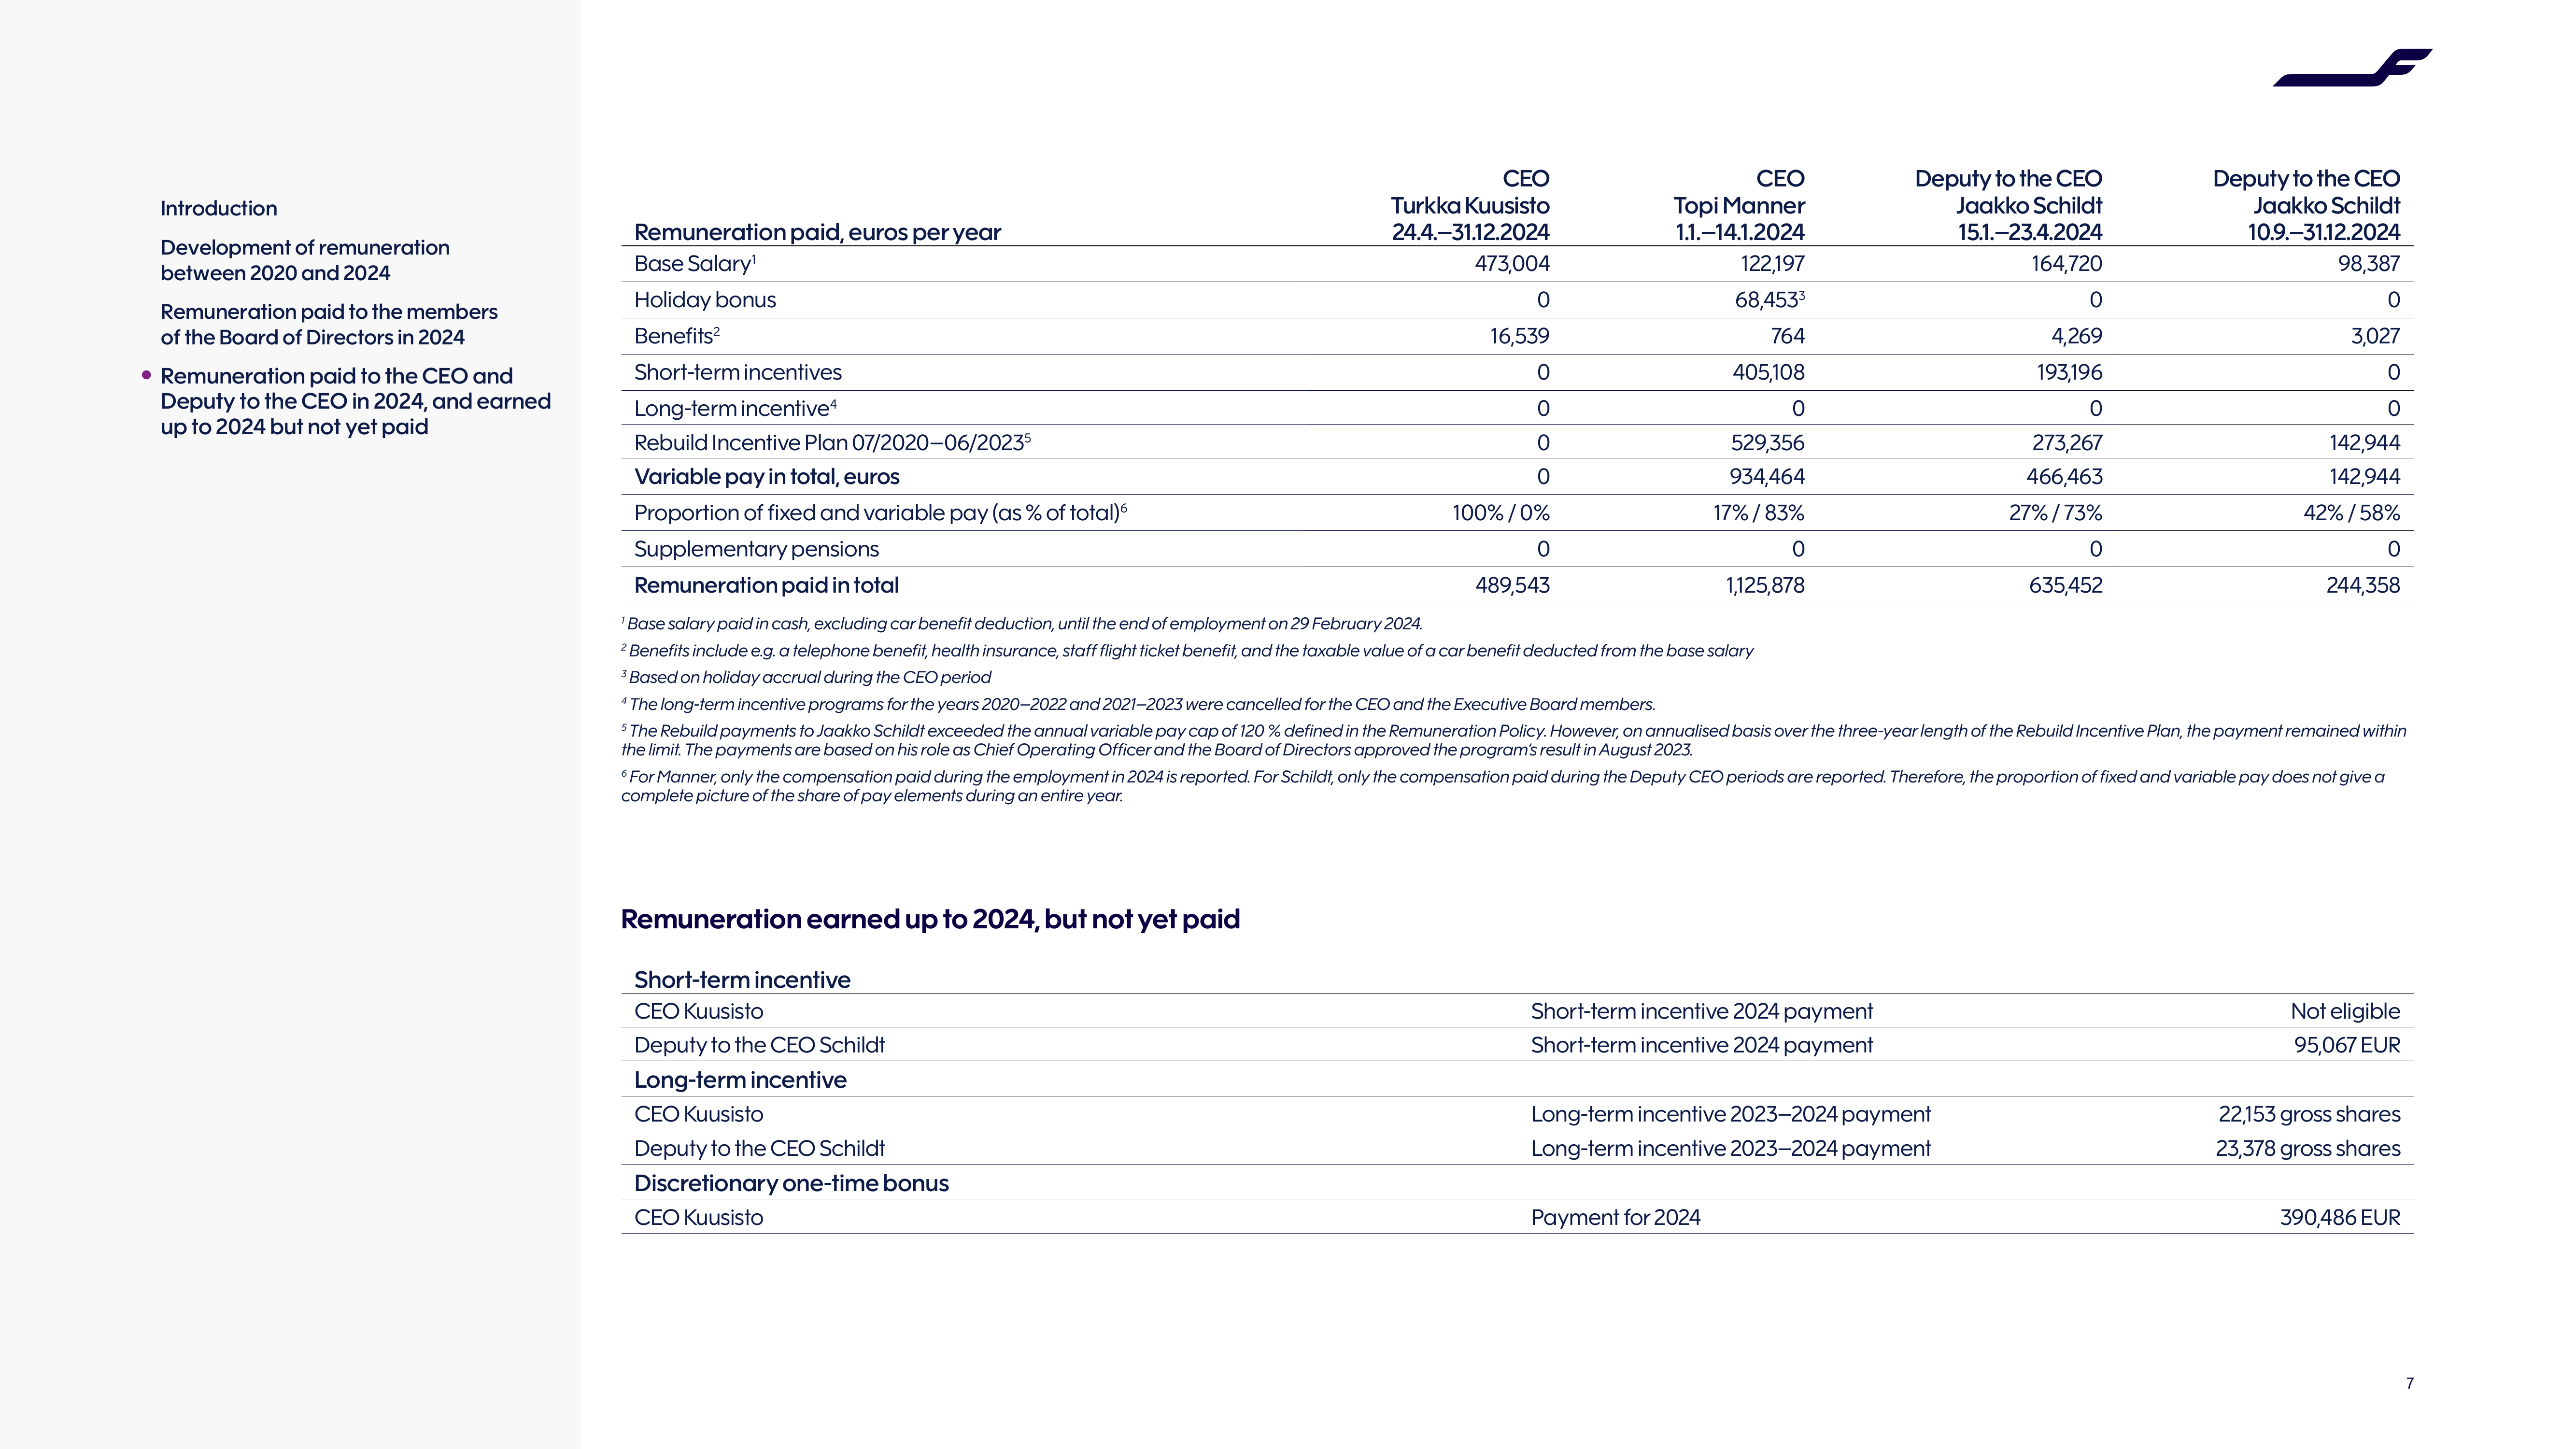 Introduction
Development of remuneration
between 2020 and 2024
Remuneration paid to the members
of the Board of Directors in 2024
• Remuneration paid to the CEO and
Deputy to the CEO in 2024, and earned
up to 2024 but not yet paid
CEO CEO Deputy to the CEO Deputy to the CEO
Turkka Kuusisto Topi Manner Jaakko Schildt Jaakko Schildt
Remuneration paid, euros per year 24.4.–31.12.2024 1.1.–14.1.2024 15.1.–23.4.2024 10.9.–31.12.2024
Base Salary¹ 473,004 122,197 164,720 98,387
Holiday bonus 0 68,453³ 0 0
Benefits² 16,539 764 4,269 3,027
Short-term incentives 0 405,108 193,196 0
Long-term incentive⁴ 0 0 0 0
Rebuild Incentive Plan 07/2020–06/2023⁵ 0 529,356 273,267 142,944
Variable pay in total, euros 0 934,464 466,463 142,944
Proportion of fixed and variable pay (as % of total)⁶ 100% / 0% 17% / 83% 27% / 73% 42% / 58%
Supplementary pensions 0 0 0 0
Remuneration paid in total 489,543 1,125,878 635,452 244,358
¹ Base salary paid in cash, excluding car benefit deduction, until the end of employment on 29 February 2024.
² Benefits include e.g. a telephone benefit, health insurance, staff flight ticket benefit, and the taxable value of a car benefit deducted from the base salary
³ Based on holiday accrual during the CEO period
⁴ The long-term incentive programs for the years 2020–2022 and 2021–2023 were cancelled for the CEO and the Executive Board members.
⁵ The Rebuild payments to Jaakko Schildt exceeded the annual variable pay cap of 120 % defined in the Remuneration Policy. However, on annualised basis over the three-year length of the Rebuild Incentive Plan, the payment remained within
the limit. The payments are based on his role as Chief Operating Officer and the Board of Directors approved the program's result in August 2023.
⁶ For Manner, only the compensation paid during the employment in 2024 is reported. For Schildt, only the compensation paid during the Deputy CEO periods are reported. Therefore, the proportion of fixed and variable pay does not give a
complete picture of the share of pay elements during an entire year.
Remuneration earned up to 2024, but not yet paid
Short-term incentive
CEO Kuusisto Short-term incentive 2024 payment Not eligible
Deputy to the CEO Schildt Short-term incentive 2024 payment 95,067 EUR
Long-term incentive
CEO Kuusisto Long-term incentive 2023–2024 payment 22,153 gross shares
Deputy to the CEO Schildt Long-term incentive 2023–2024 payment 23,378 gross shares
Discretionary one-time bonus
CEO Kuusisto Payment for 2024 390,486 EUR
7